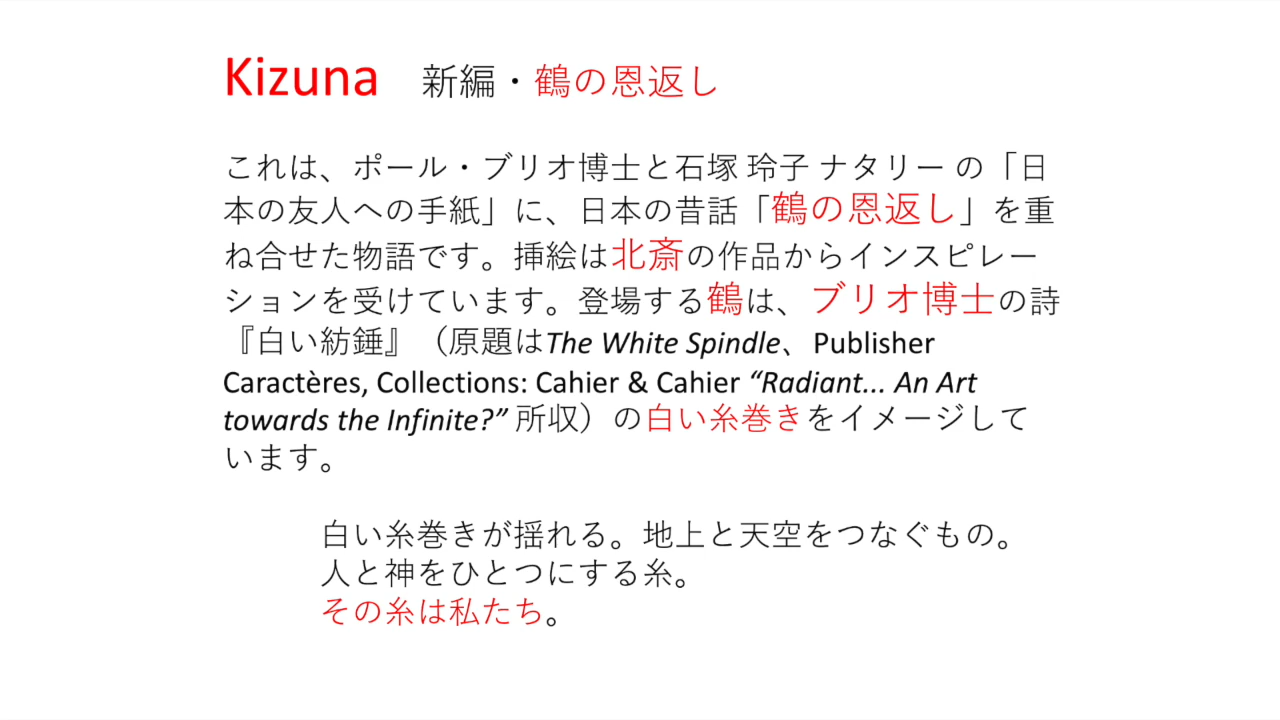 Kizuna　新編・鶴の恩返し
これは、ポール・ブリオ博士と石塚 玲子 ナタリー の「日
本の友人への手紙」に、日本の昔話「鶴の恩返し」を重
ね合せた物語です。挿絵は北斎の作品からインスピレー
ションを受けています。登場する鶴は、ブリオ博士の詩
『白い紡錘』（原題はThe White Spindle、Publisher
Caractères, Collections: Cahier & Cahier “Radiant... An Art
towards the Infinite?” 所収）の白い糸巻きをイメージして
います。
白い糸巻きが揺れる。地上と天空をつなぐもの。
人と神をひとつにする糸。
その糸は私たち。